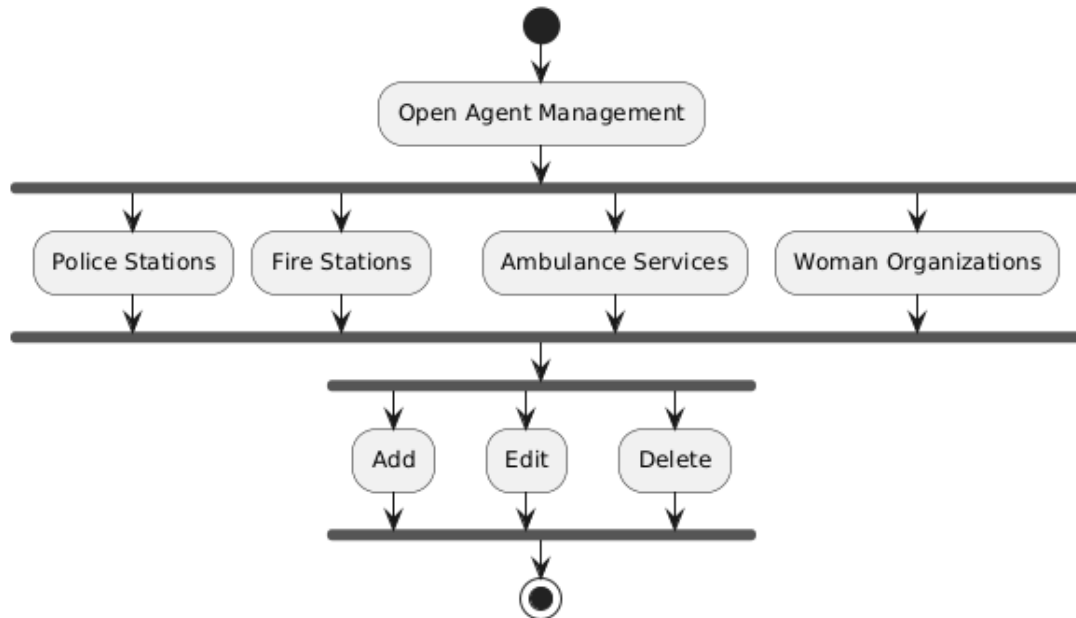 Open Agent Management
Police Stations
Fire Stations
Ambulance Services
Woman Organizations
Add
Edit
Delete